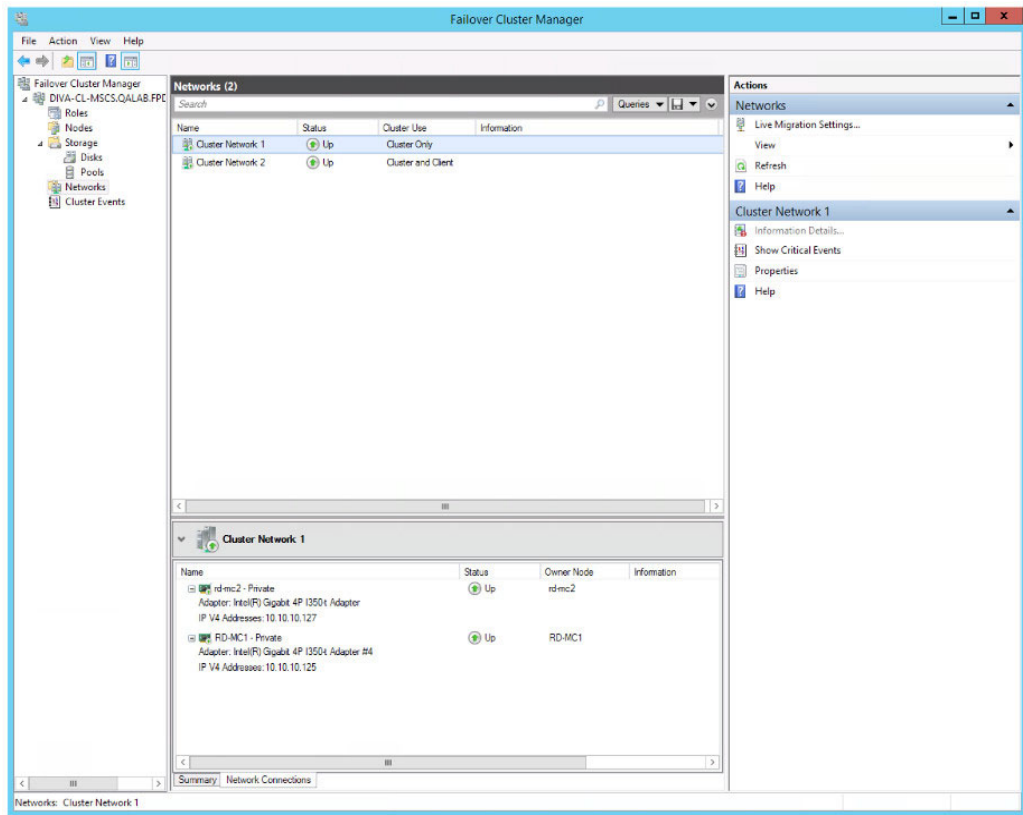 Failover Cluster Manager
File Action View Help
Failover Cluster Manager
DIVA-CL-MSCS.QALAB.FPD
Roles
Nodes
Storage
Disks
Pools
Networks
Cluster Events
Networks (2)
Search
Queries
Name Status Cluster Use Information
Cluster Network 1 Up Cluster Only
Cluster Network 2 Up Cluster and Client
Cluster Network 1
Name Status Owner Node Information
rd-mc2 - Private Up rd-mc2
Adapter: Intel(R) Gigabit 4P I350-t Adapter
IP V4 Addresses: 10.10.10.127
RD-MC1 - Private Up RD-MC1
Adapter: Intel(R) Gigabit 4P I350-t Adapter #4
IP V4 Addresses: 10.10.10.125
Summary Network Connections
Actions
Networks
Live Migration Settings...
View
Refresh
Help
Cluster Network 1
Information Details...
Show Critical Events
Properties
Help
Networks: Cluster Network 1